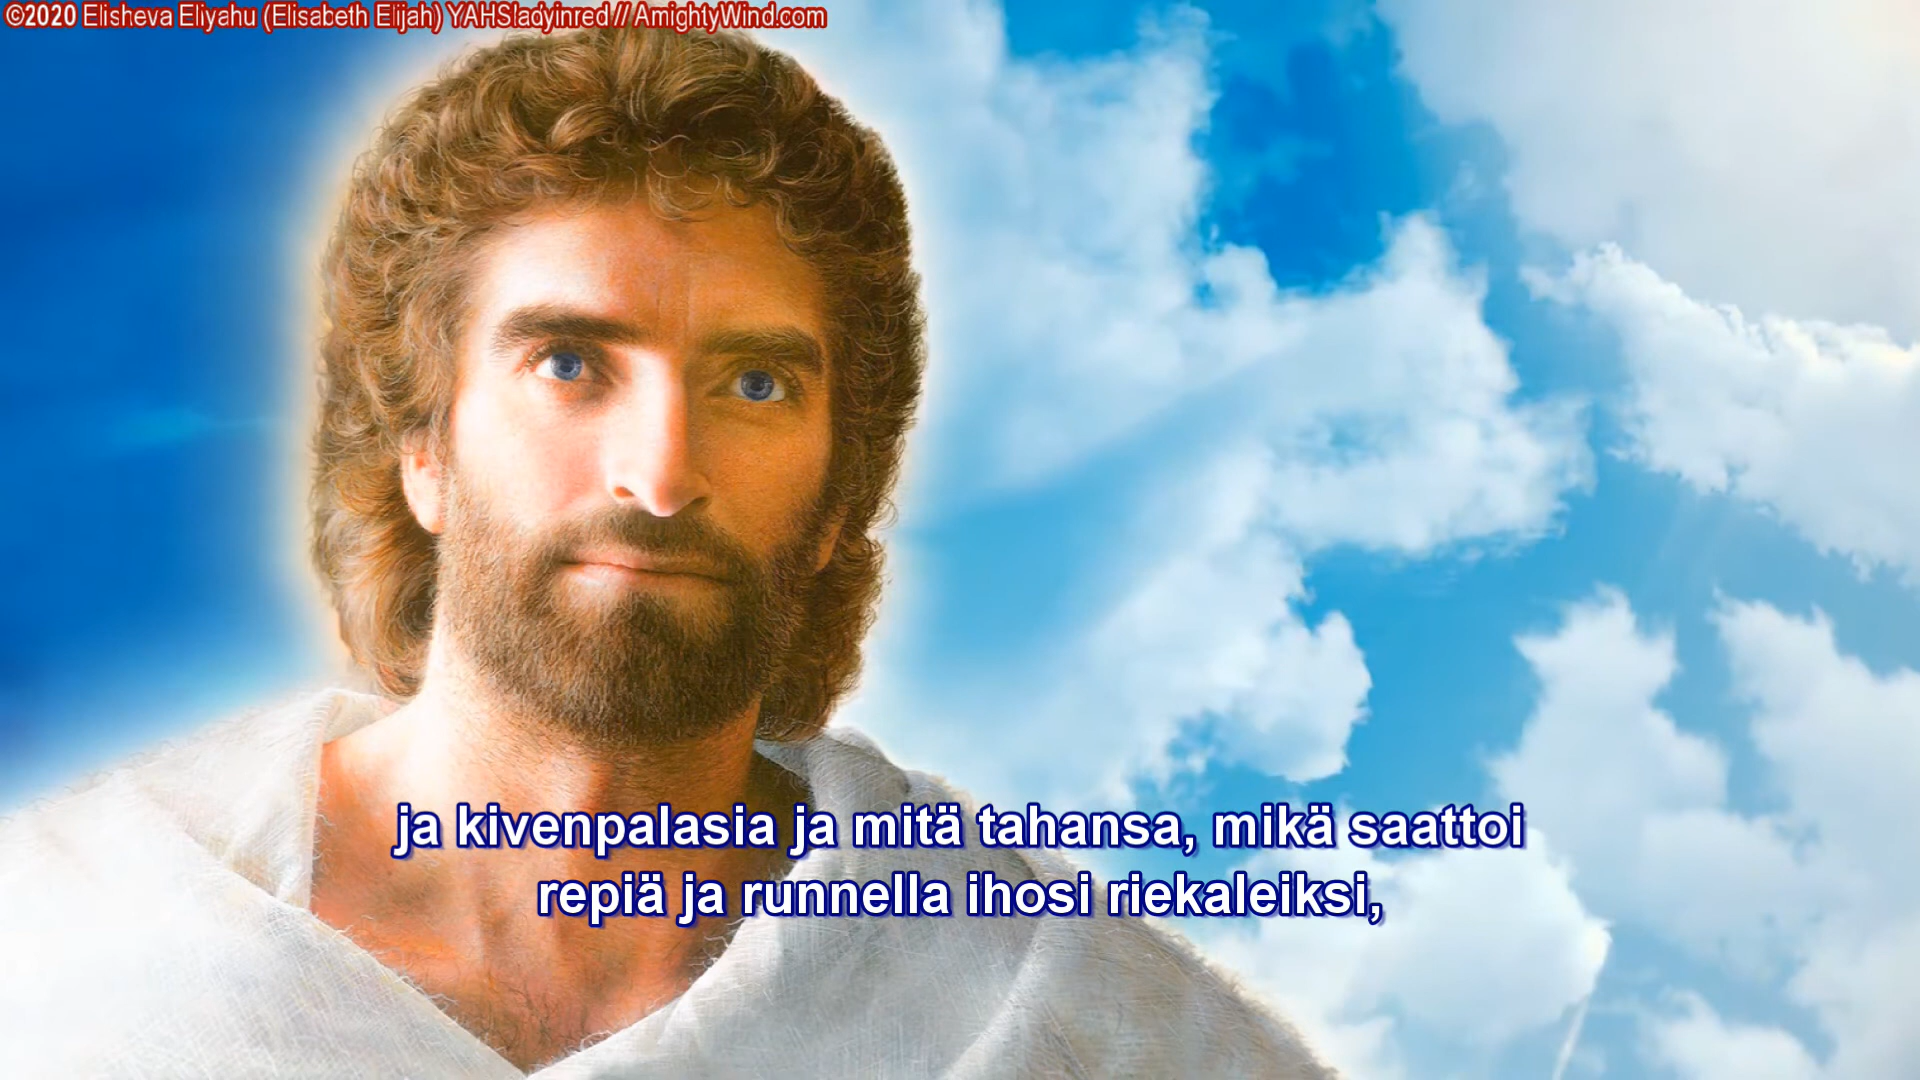 ©2020 Elisheva Eliyahu (Elisabeth Elijah) YAHSladyinred // AmightyWind.com
ja kivenpalasia ja mitä tahansa, mikä saattoi
repiä ja runnella ihosi riekaleiksi,